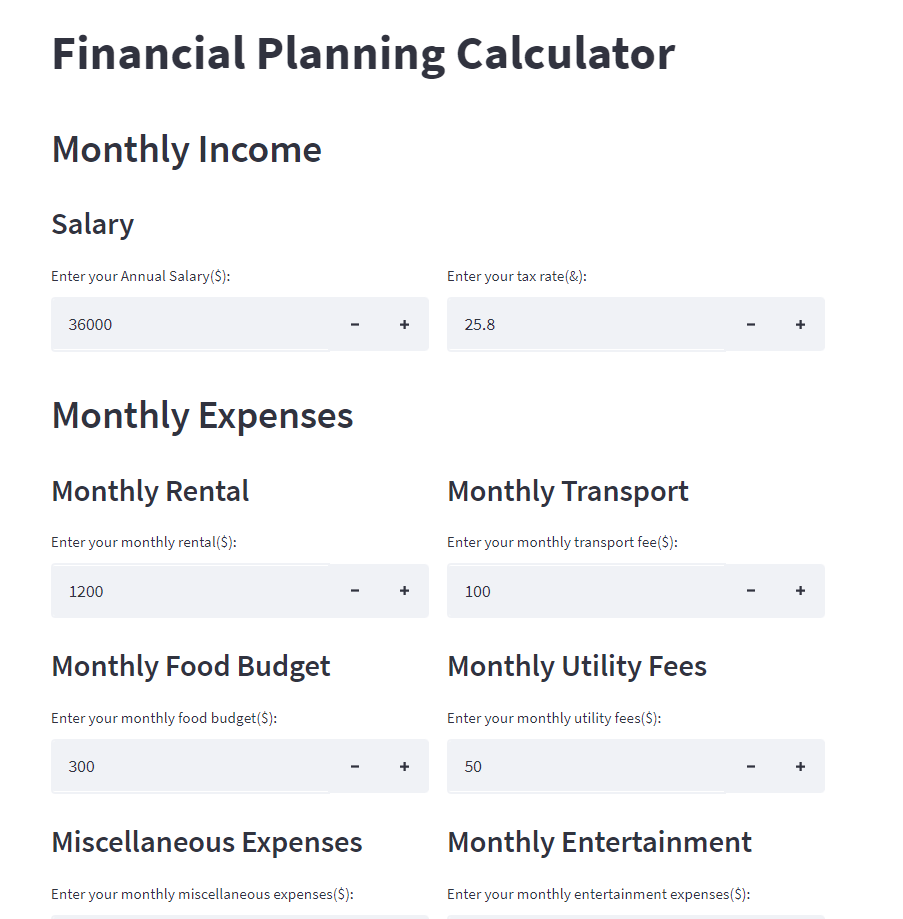 Financial Planning Calculator
Monthly Income
Salary
Enter your Annual Salary($):
Enter your tax rate(&):
36000 - +
25.8 - +
Monthly Expenses
Monthly Rental
Monthly Transport
Enter your monthly rental($):
Enter your monthly transport fee($):
1200 - +
100 - +
Monthly Food Budget
Monthly Utility Fees
Enter your monthly food budget($):
Enter your monthly utility fees($):
300 - +
50 - +
Miscellaneous Expenses
Monthly Entertainment
Enter your monthly miscellaneous expenses($):
Enter your monthly entertainment expenses($):